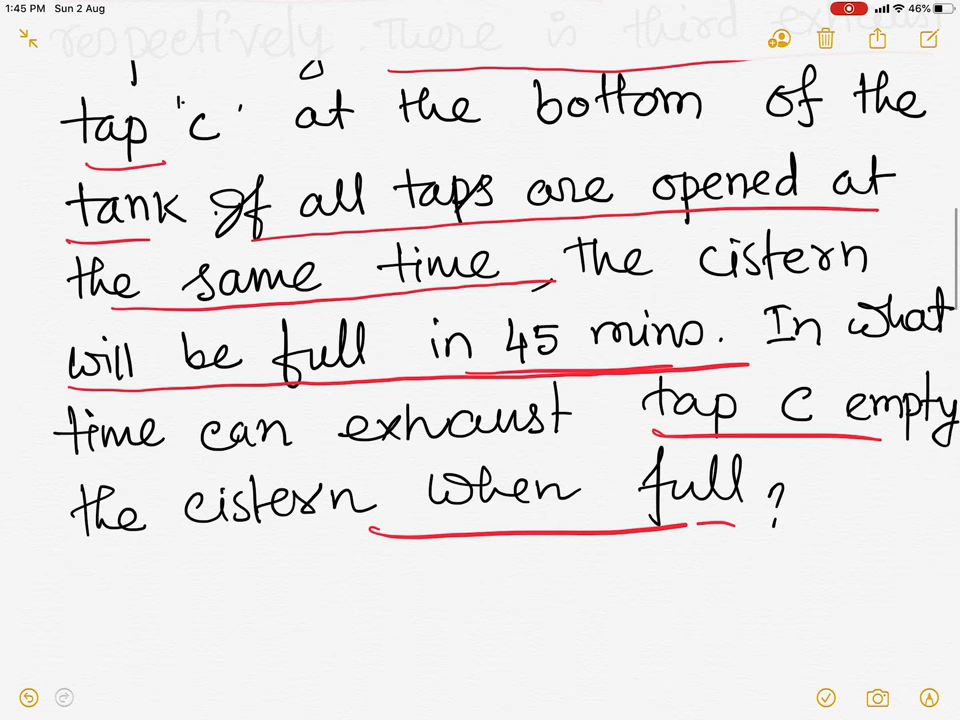 1:45 PM Sun 2 Aug 46%
respectively. There is third exhaust
tap 'c' at the bottom of the
tank. If all taps are opened at
the same time, the cistern
will be full in 45 mins. In what
time can exhaust tap C empty
the cistern when full?